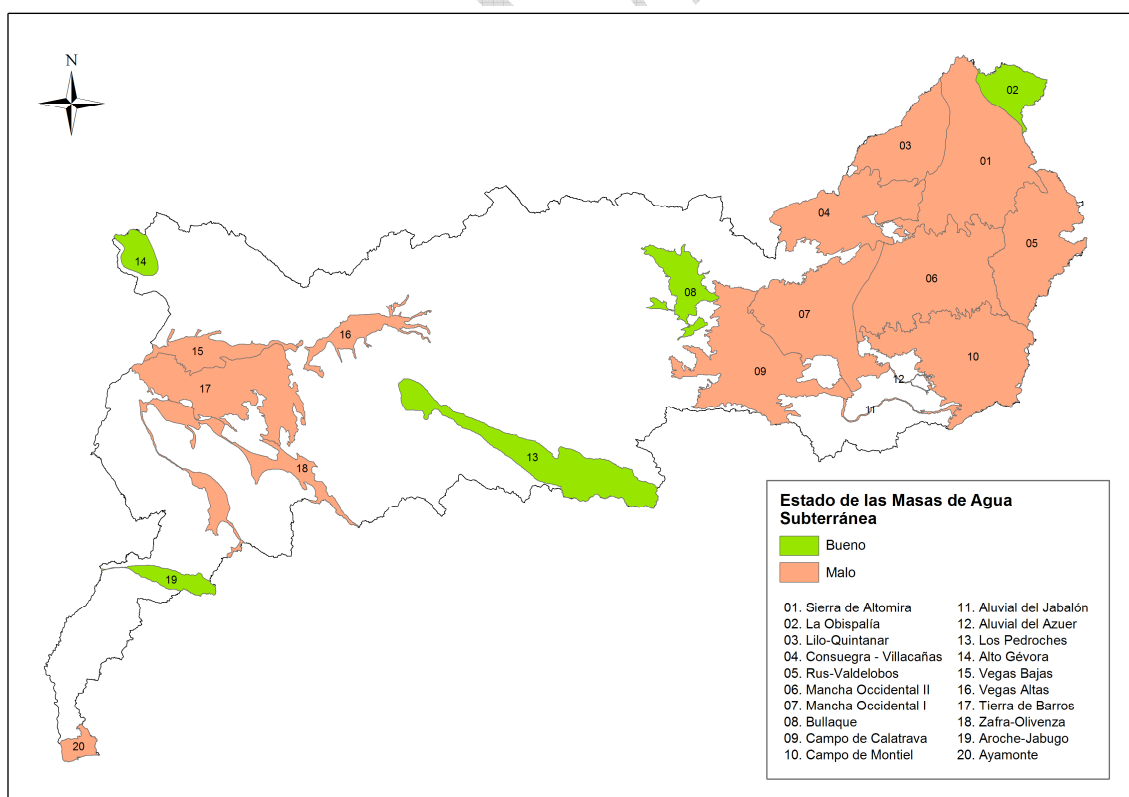 N
02
03
01
04
05
14
06
08
07
16
15
10
17
09
12
11
13
18
19
20
Estado de las Masas de Agua
Subterránea
Bueno
Malo
01. Sierra de Altomira
02. La Obispalía
03. Lilo-Quintanar
04. Consuegra - Villacañas
05. Rus-Valdelobos
06. Mancha Occidental II
07. Mancha Occidental I
08. Bullaque
09. Campo de Calatrava
10. Campo de Montiel
11. Aluvial del Jabalón
12. Aluvial del Azuer
13. Los Pedroches
14. Alto Gévora
15. Vegas Bajas
16. Vegas Altas
17. Tierra de Barros
18. Zafra-Olivenza
19. Aroche-Jabugo
20. Ayamonte